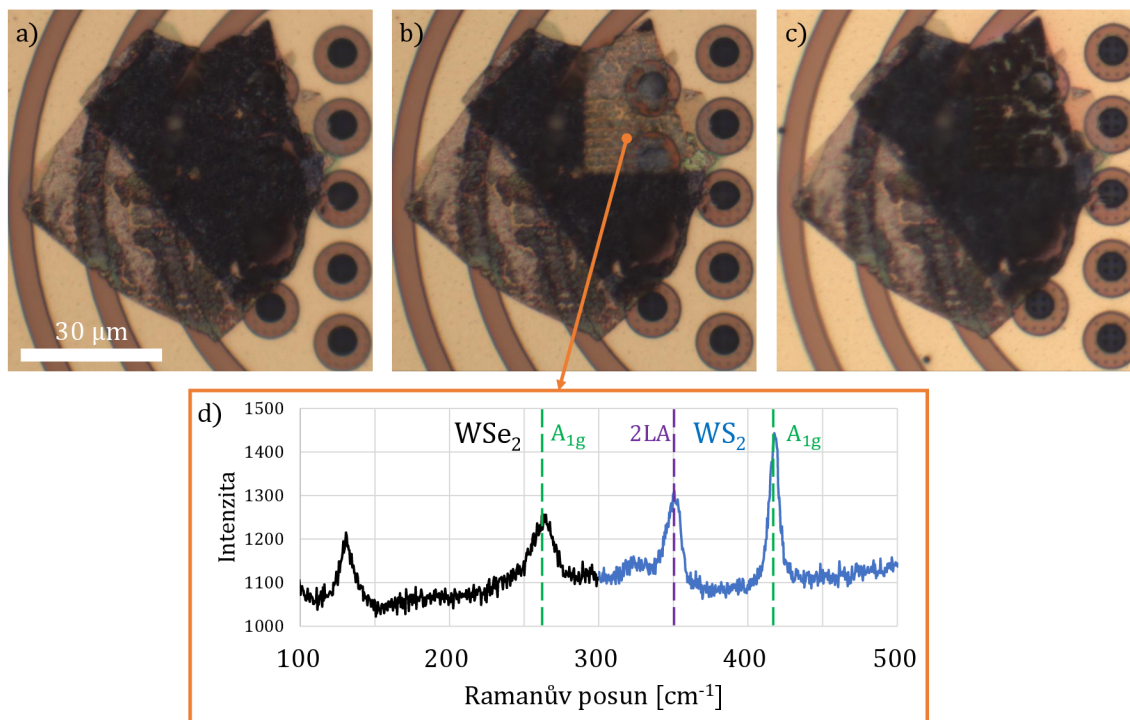 a)
b)
c)
30 μm
d)
1500
1400
1300
1200
1100
1000
Intenzita
WSe₂
A₁g
2LA
WS₂
A₁g
100
200
300
400
500
Ramanův posun [cm⁻¹]